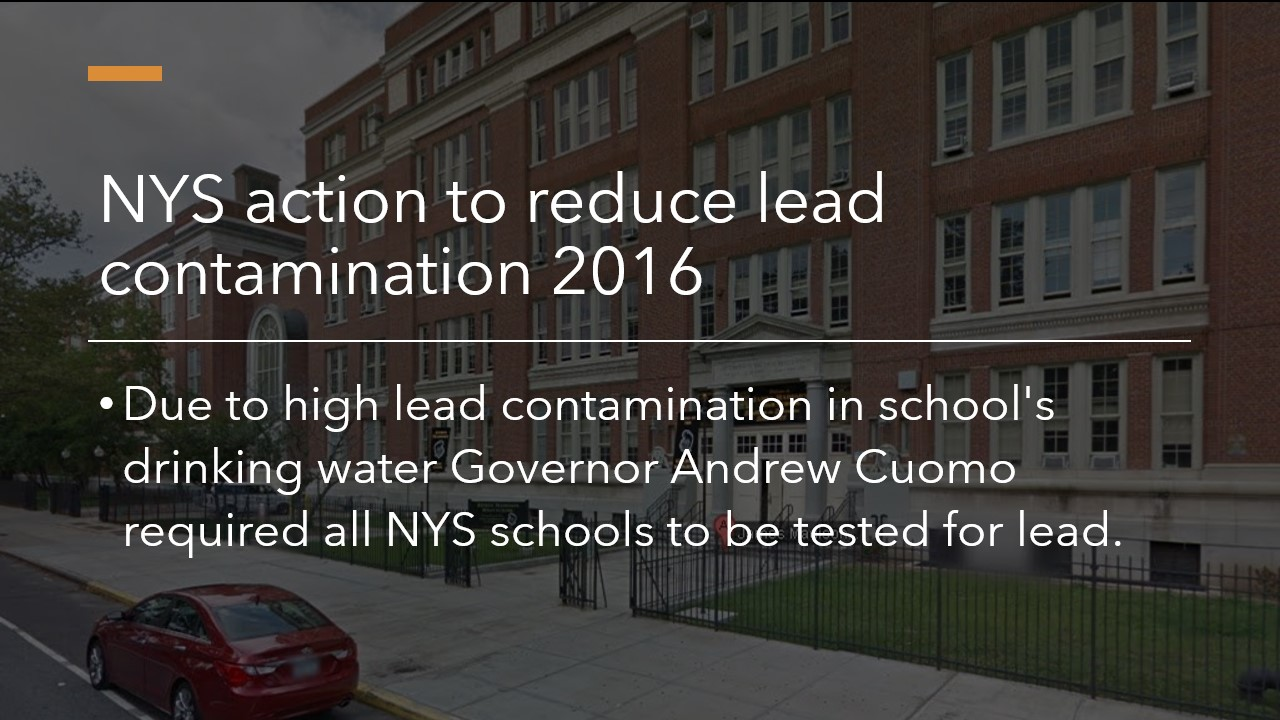 NYS action to reduce lead
contamination 2016
• Due to high lead contamination in school's
drinking water Governor Andrew Cuomo
required all NYS schools to be tested for lead.